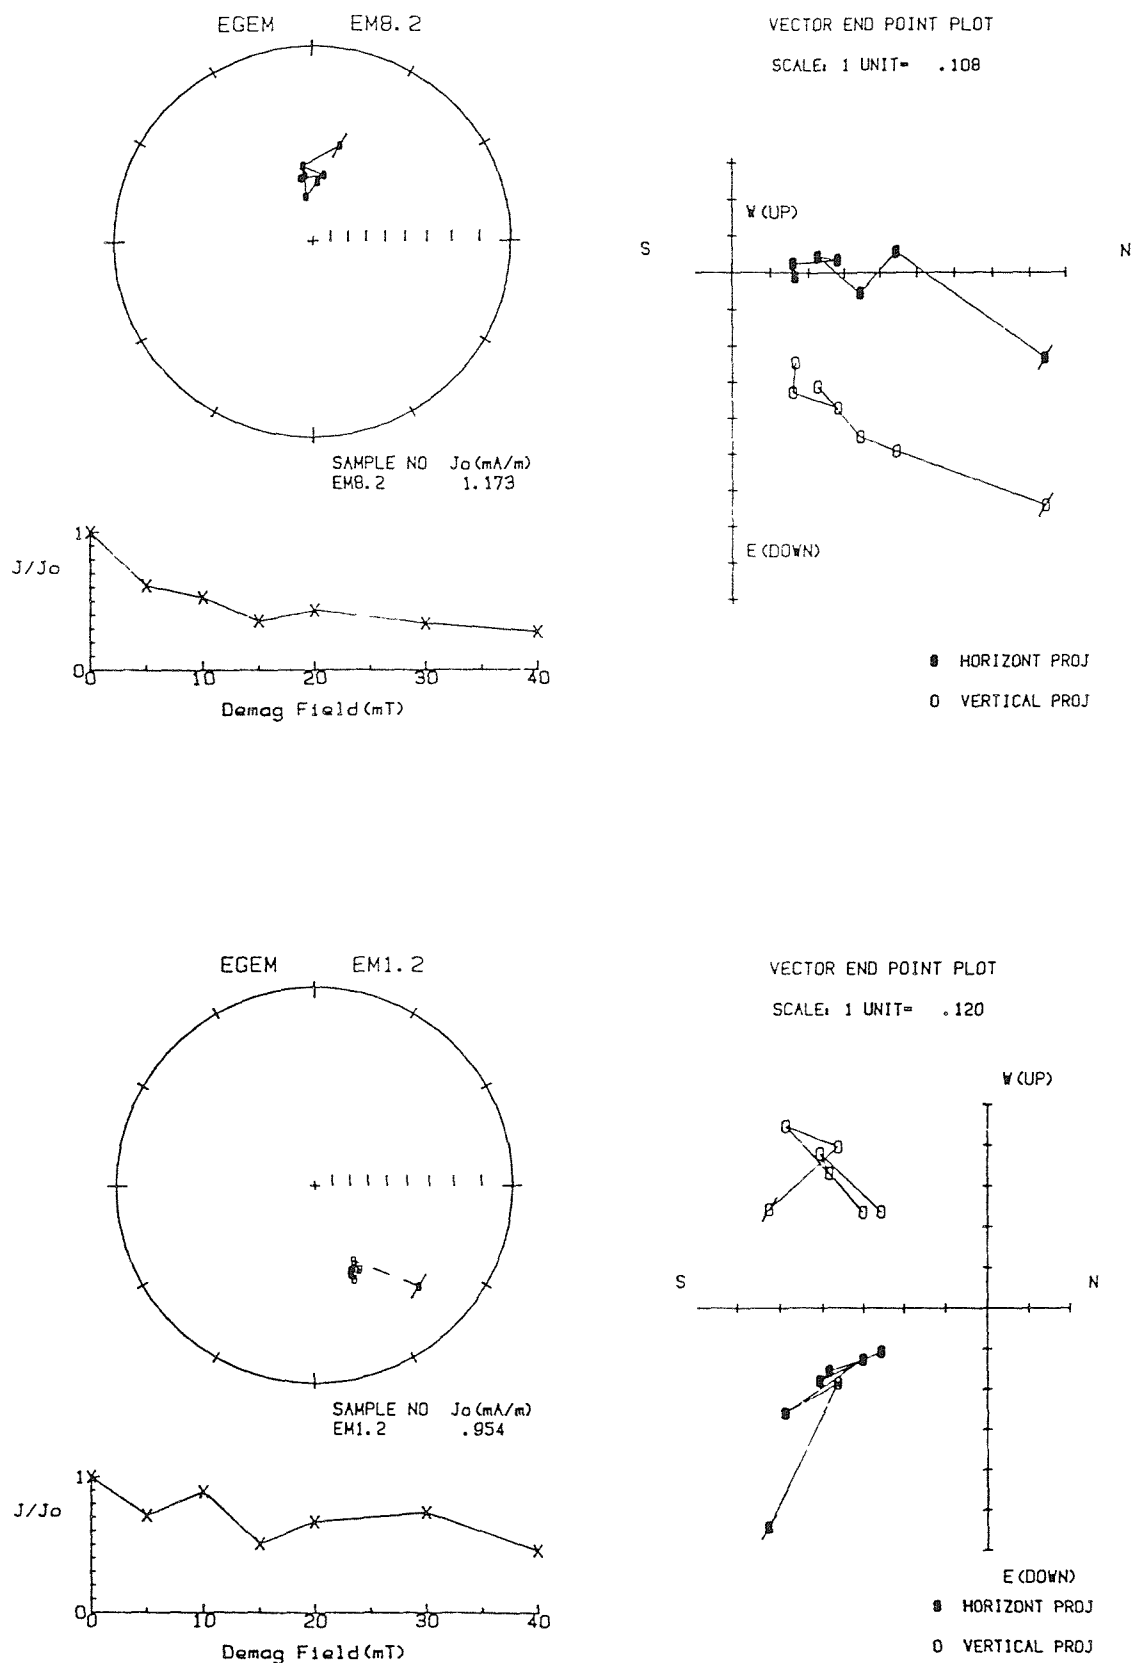 EGEM EM8.2
VECTOR END POINT PLOT
SCALE: 1 UNIT= .108
W(UP)
S
N
E(DOWN)
SAMPLE NO Jo(mA/m)
EM8.2 1.173
1
J/Jo
0
0 10 20 30 40
Demag Field(mT)
HORIZONT PROJ
VERTICAL PROJ
EGEM EM1.2
VECTOR END POINT PLOT
SCALE: 1 UNIT= .120
W(UP)
S
N
E(DOWN)
SAMPLE NO Jo(mA/m)
EM1.2 .954
1
J/Jo
0
0 10 20 30 40
Demag Field(mT)
HORIZONT PROJ
VERTICAL PROJ